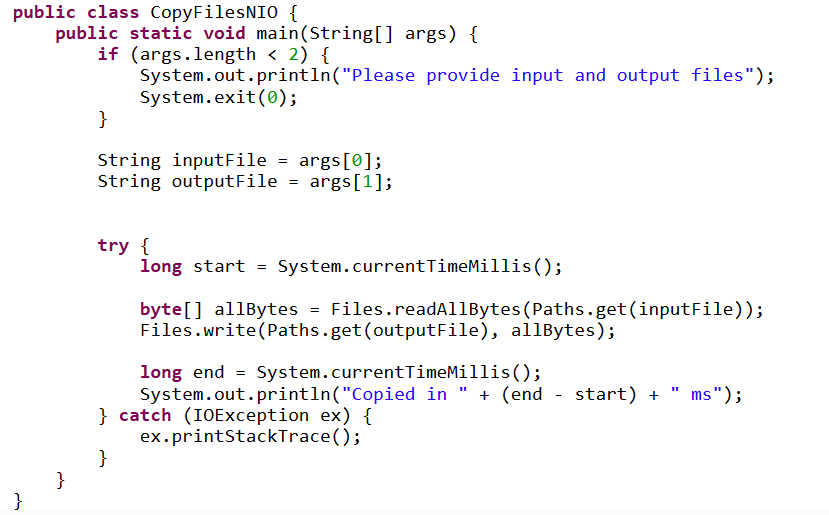 public class CopyFilesNIO {
    public static void main(String[] args) {
        if (args.length < 2) {
            System.out.println("Please provide input and output files");
            System.exit(0);
        }

        String inputFile = args[0];
        String outputFile = args[1];


        try {
            long start = System.currentTimeMillis();

            byte[] allBytes = Files.readAllBytes(Paths.get(inputFile));
            Files.write(Paths.get(outputFile), allBytes);

            long end = System.currentTimeMillis();
            System.out.println("Copied in " + (end - start) + " ms");
        } catch (IOException ex) {
            ex.printStackTrace();
        }
    }
}